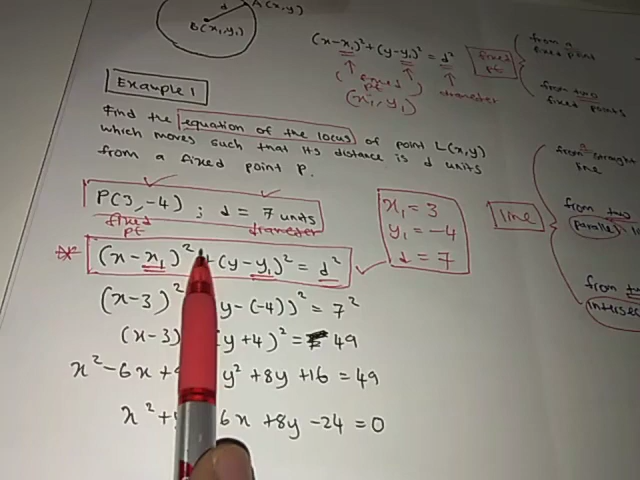 d A(x,y)
B(x₁,y₁)
(x-x₁)²+(y-y₁)² = d²
fixed pt
(x₁, y₁)
diameter
fixed pt
from a fixed point
from two fixed points
Example 1
Find the equation of the locus of point L(x,y)
which moves such that its distance is d units
from a fixed point P.
P(3,-4) ; d = 7 units
fixed pt
diameter
* (x-x₁)² + (y-y₁)² = d²
x₁ = 3
y₁ = -4
d = 7
line
from a straight line
from two
parallel
from two
intersec
(x-3)² y-(-4))² = 7²
(x-3) (y+4)² = 49
x² - 6x + y² + 8y + 16 = 49
x² + 6x + 8y - 24 = 0